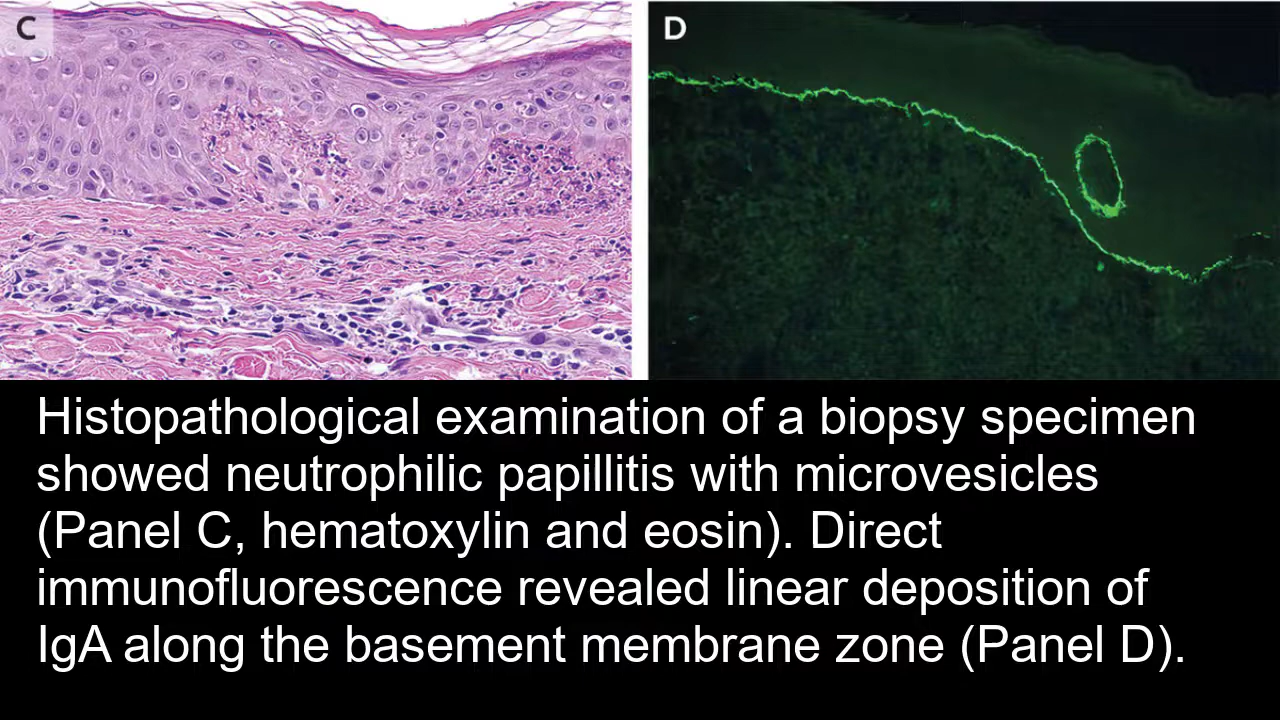 C
D
Histopathological examination of a biopsy specimen
showed neutrophilic papillitis with microvesicles
(Panel C, hematoxylin and eosin). Direct
immunofluorescence revealed linear deposition of
IgA along the basement membrane zone (Panel D).